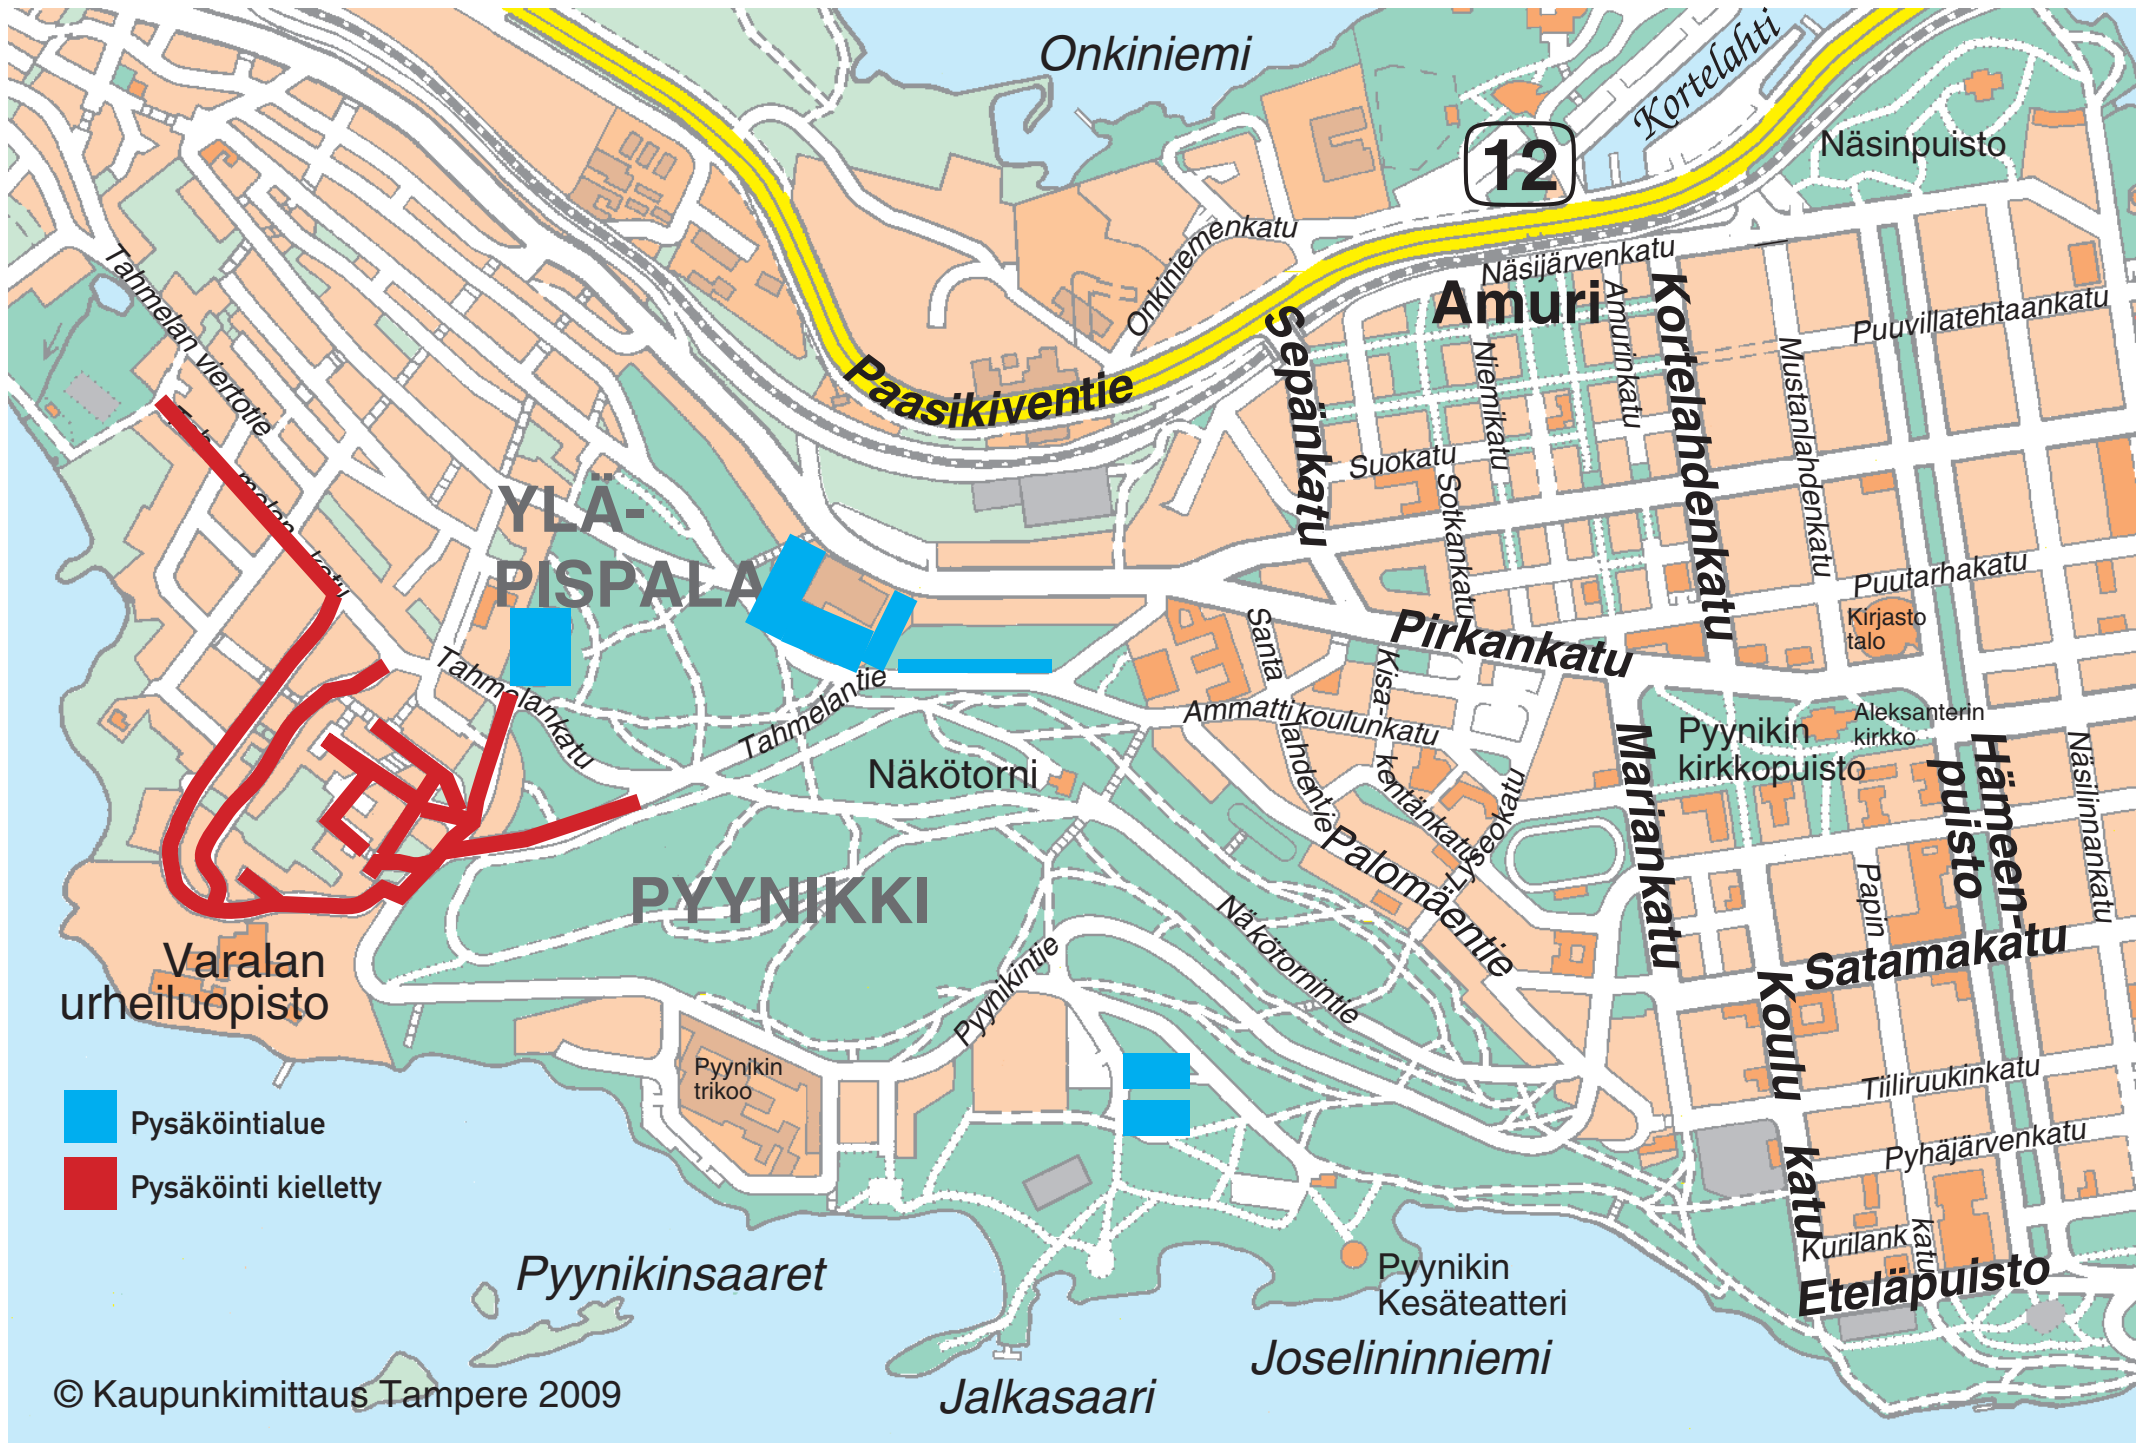 Onkiniemi
Kortelahti
12
Näsinpuisto
Tahmelan viertotie
Onkiniemenkatu
Näsijärvenkatu
Amuri
Amurinkatu
Kortelahdenkatu
Puuvillatehtaankatu
Sepänkatu
Niemikatu
Mustanlahdenkatu
Paasikiventie
Suokatu
Sotkankatu
YLÄ-
PISPALA
katu
Puutarhakatu
Kirjasto
talo
Pirkankatu
Santa
lahdentie
Kisa-
kentänkatu
Tahmelankatu
Tahmelantie
Ammattikoulunkatu
Mariankatu
Pyynikin
kirkkopuisto
Aleksanterin
kirkko
Hämeen-
puisto
Näsilinnankatu
Näkötorni
Lyseokatu
Palomäentie
Papin
katu
PYYNIKKI
Näkötornintie
Satamakatu
Pyynikintie
Koulu
katu
Varalan
urheiluopisto
Pyynikin
trikoo
Tiiliruukinkatu
Pyhäjärvenkatu
Pysäköintialue
Pysäköinti kielletty
Kurilank
Eteläpuisto
Pyynikinsaaret
Pyynikin
Kesäteatteri
Joselininniemi
Jalkasaari
© Kaupunkimittaus Tampere 2009